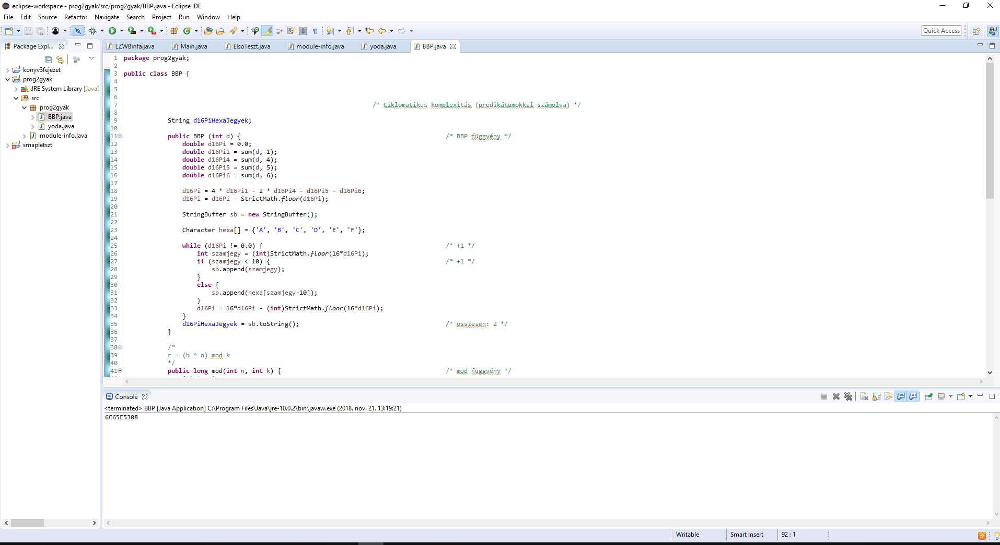 eclipse-workspace - prog2gyak/src/prog2gyak/BBP.java - Eclipse IDE
File Edit Source Refactor Navigate Search Project Run Window Help
Quick Access
Package Expl...
LZWBinfa.java Main.java ElsoTeszt.java module-info.java yoda.java BBP.java
konyv3fejezet
prog2gyak
JRE System Library [JavaS
src
prog2gyak
BBP.java
yoda.java
module-info.java
smapletszt
1 package prog2gyak;
2
3 public class BBP {
4
5
6
7 /* Ciklomatikus komplexitás (predikátumokkal számolva) */
8
9 String d16PiHexaJegyek;
10
11 public BBP (int d) { /* BBP függvény */
12 double d16Pi = 0.0;
13 double d16Pi1 = sum(d, 1);
14 double d16Pi4 = sum(d, 4);
15 double d16Pi5 = sum(d, 5);
16 double d16Pi6 = sum(d, 6);
17
18 d16Pi = 4 * d16Pi1 - 2 * d16Pi4 - d16Pi5 - d16Pi6;
19 d16Pi = d16Pi - StrictMath.floor(d16Pi);
20
21 StringBuffer sb = new StringBuffer();
22
23 Character hexa[] = {'A', 'B', 'C', 'D', 'E', 'F'};
24
25 while (d16Pi != 0.0) { /* +1 */
26 int szamjegy = (int)StrictMath.floor(16*d16Pi);
27 if (szamjegy < 10) { /* +1 */
28 sb.append(szamjegy);
29 }
30 else {
31 sb.append(hexa[szamjegy-10]);
32 }
33 d16Pi = 16*d16Pi - (int)StrictMath.floor(16*d16Pi);
34 }
35 d16PiHexaJegyek = sb.toString(); /* összesen: 2 */
36 }
37
38 /*
39 r = (b ^ n) mod k
40 */
41 public long mod(int n, int k) { /* mod függvény */
Console
<terminated> BBP [Java Application] C:\Program Files\Java\jre-10.0.2\bin\javaw.exe (2018. nov. 21. 13:19:21)
6C65E5308
Writable Smart Insert 92 : 1